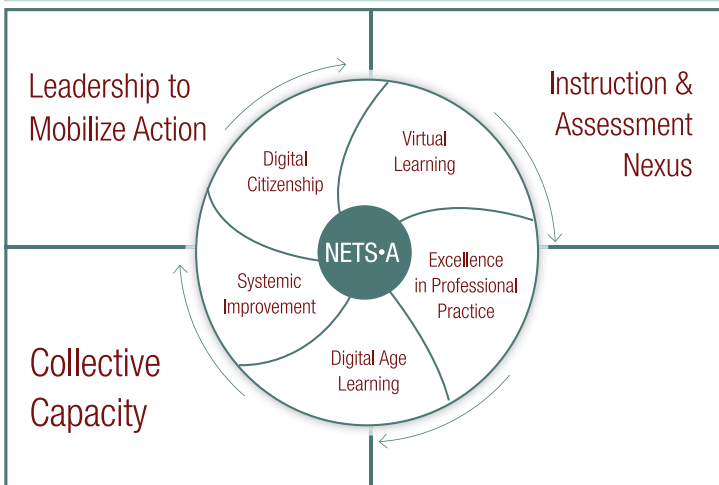 Leadership to
Mobilize Action
Instruction &
Assessment
Nexus
Digital
Citizenship
Virtual
Learning
NETS•A
Systemic
Improvement
Excellence
in Professional
Practice
Digital Age
Learning
Collective
Capacity